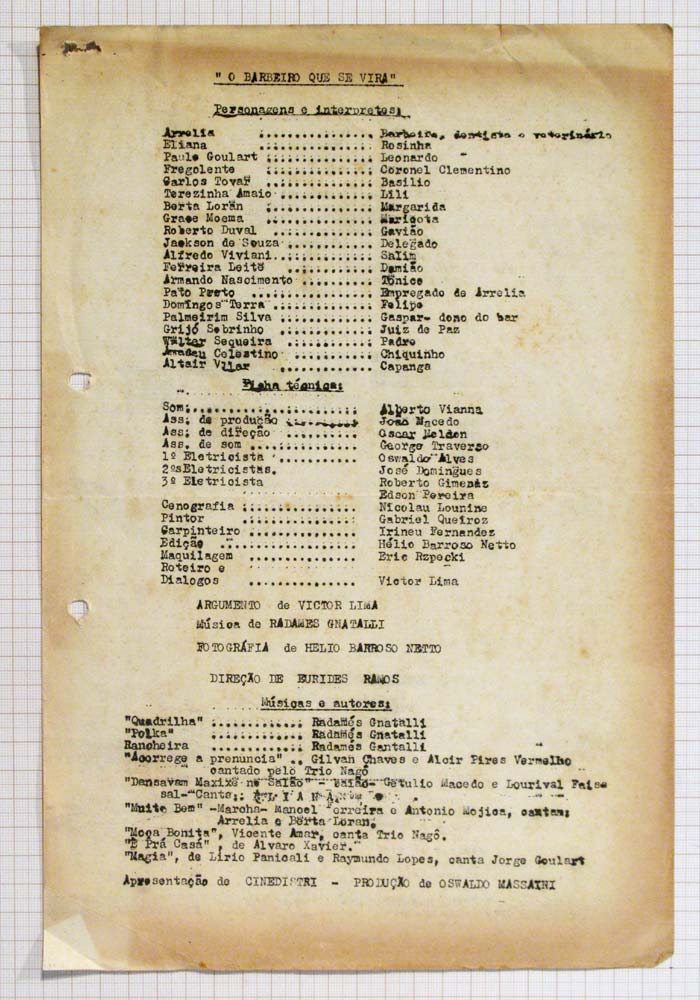 " O BARBEIRO QUE SE VIRA"
Personagens e interpretes:
Arrelia ................ Barbeiro, dentista e veterinário
Eliana ................ Rosinha
Paulo Goulart ................ Leonardo
Fregolente ................ Coronel Clementino
Carlos Tovar ................ Basilio
Terezinha Amaio ................ Lili
Berta Loran ................ Margarida
Grace Moema ................ Maricota
Roberto Duval ................ Gavião
Jackson de Souza ................ Delegado
Alfredo Viviani ................ Salim
Ferreira Leite ................ Damião
Armando Nascimento ................ Tonico
Pato Preto ................ Empregado de Arrelia
Domingos Terra ................ Felipe
Palmeirim Silva ................ Gaspar- dono do bar
Grijó Sobrinho ................ Juiz de Paz
Walter Sequeira ................ Padre
Amadeu Celestino ................ Chiquinho
Altair Vilar ................ Capanga
Ficha técnica:
Som: ................ Alberto Vianna
Ass: de produção ................ João Macedo
Ass: de direção ................ Oscar Nelson
Ass. de som ................ George Traverso
1º Eletricista ................ Oswaldo Alves
2ºsEletricistas. José Domingues
3º Eletricista Roberto Gimenez
Edson Pereira
Cenografia ................ Nicolau Lounine
Pintor ................ Gabriel Queiroz
Carpinteiro ................ Irineu Fernandez
Edição ................ Hélio Barroso Netto
Maquilagem ................ Eric Rzpecki
Roteiro e
Dialogos ................ Victor Lima
ARGUMENTO de VICTOR LIMA
Música de RADAMES GNATALLI
FOTOGRÁFIA de HELIO BARROSO NETTO
DIREÇÃO DE EURIDES RAMOS
Músicas e autores:
"Quadrilha" ............ Radamés Gnatalli
"Polka" ............ Radamés Gnatalli
Rancheira ............ Radamés Gantalli
"Acorrege a prenuncia" .. Gilvan Chaves e Alcir Pires Vermelho
cantado pelo Trio Nagô
"Dansavam Maxixe no Salão" - Baião- Getulio Macedo e Lourival Fais=
sal- Canta: E L I A N A
"Muito Bem" -Marcha- Manoel Ferreira e Antonio Mojica, cantam:
Arrelia e Berta Loran.
"Moça Bonita", Vicente Amar, canta Trio Nagô.
"E Prá Casá" , de Alvaro Xavier.
"Magia", de Lirio Panicali e Raymundo Lopes, canta Jorge Goulart
Apresentação de CINEDISTRI - PRODUÇÃO de OSWALDO MASSAINI